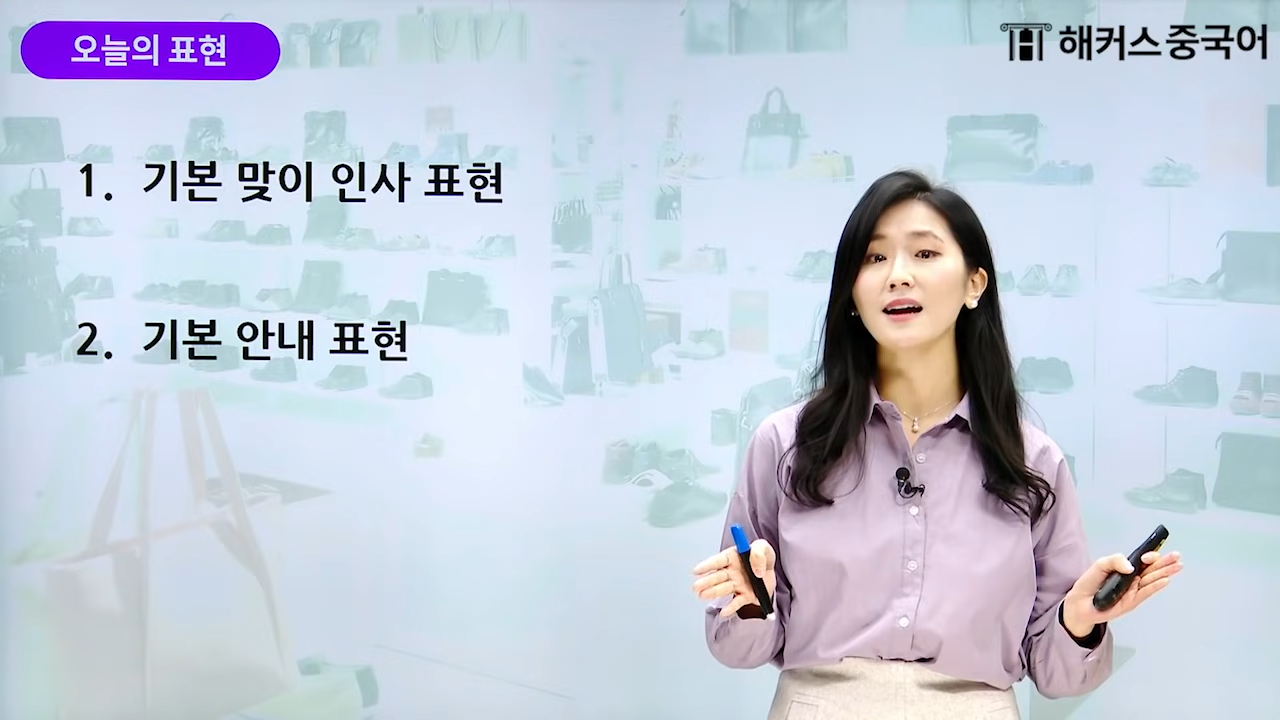 오늘의 표현
해커스중국어
1. 기본 맞이 인사 표현
2. 기본 안내 표현